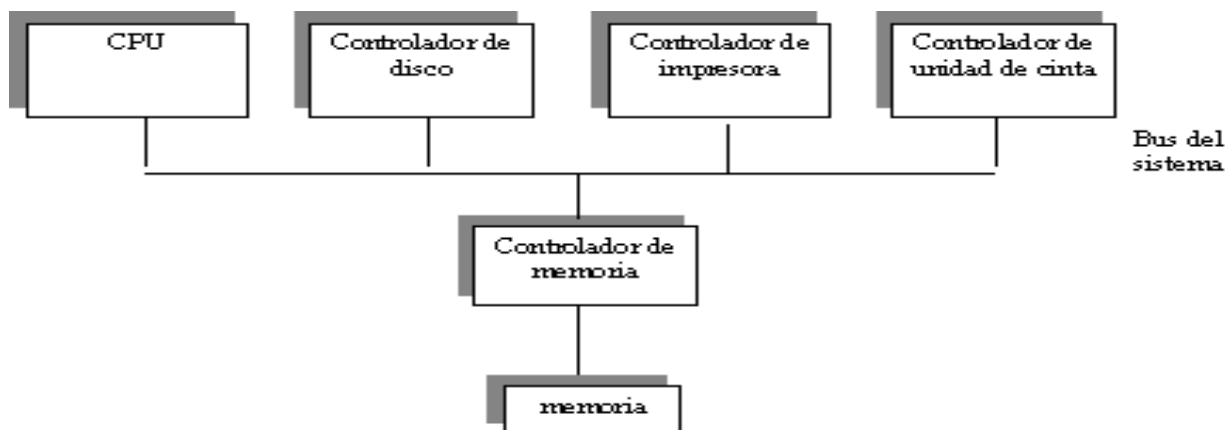 CPU
Controlador de
disco
Controlador de
impresora
Controlador de
unidad de cinta
Bus del
sistema
Controlador de
memoria
memoria